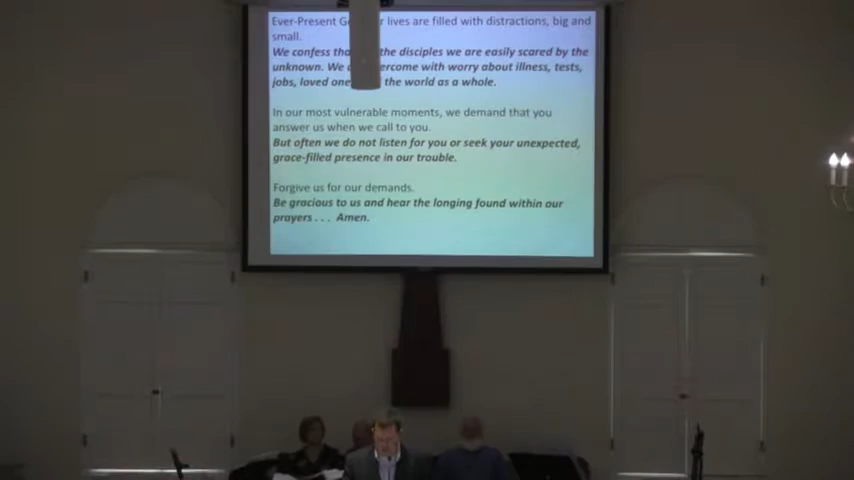 Ever-Present G r lives are filled with distractions, big and
small.
We confess tha the disciples we are easily scared by the
unknown. We ercome with worry about illness, tests,
jobs, loved one the world as a whole.
In our most vulnerable moments, we demand that you
answer us when we call to you.
But often we do not listen for you or seek your unexpected,
grace-filled presence in our trouble.
Forgive us for our demands.
Be gracious to us and hear the longing found within our
prayers . . . Amen.